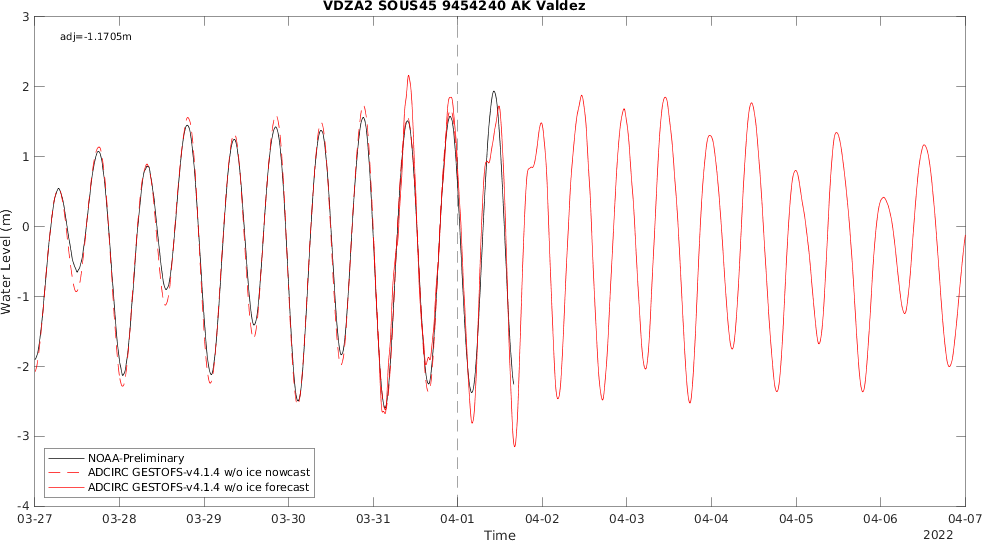 VDZA2 SOUS45 9454240 AK Valdez
adj=-1.1705m
3
2
1
0
-1
-2
-3
-4
Water Level (m)
NOAA-Preliminary
ADCIRC GESTOFS-v4.1.4 w/o ice nowcast
ADCIRC GESTOFS-v4.1.4 w/o ice forecast
03-27 03-28 03-29 03-30 03-31 04-01 04-02 04-03 04-04 04-05 04-06 04-07
Time
2022